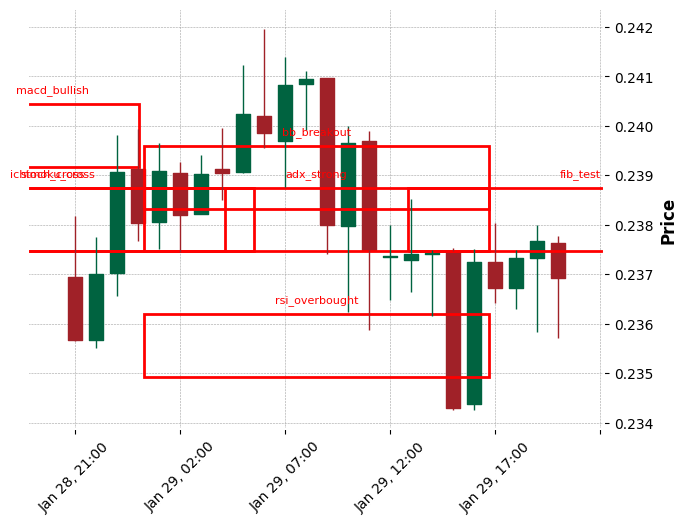 0.242
0.241
macd_bullish
0.240
bb_breakout
0.239
adx_strong
fib_test
0.238
Price
0.237
rsi_overbought
0.236
0.235
0.234
Jan 28, 21:00
Jan 29, 02:00
Jan 29, 07:00
Jan 29, 12:00
Jan 29, 17:00